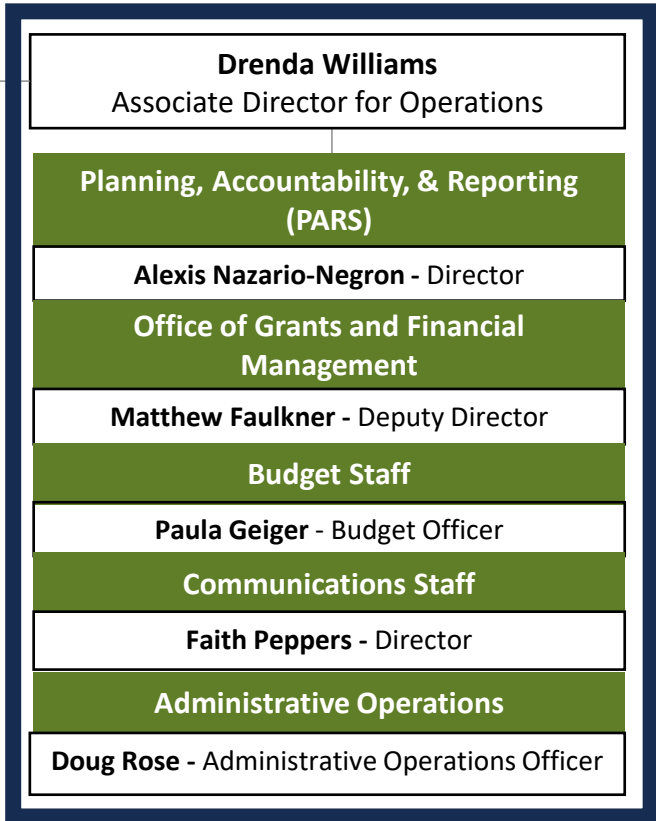 Drenda Williams
Associate Director for Operations
Planning, Accountability, & Reporting
(PARS)
Alexis Nazario-Negron - Director
Office of Grants and Financial
Management
Matthew Faulkner - Deputy Director
Budget Staff
Paula Geiger - Budget Officer
Communications Staff
Faith Peppers - Director
Administrative Operations
Doug Rose - Administrative Operations Officer